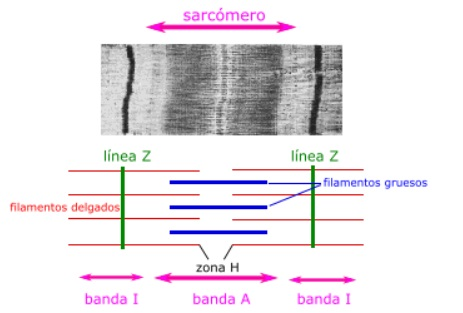 sarcómero
línea Z
línea Z
filamentos gruesos
filamentos delgados
zona H
banda I
banda A
banda I